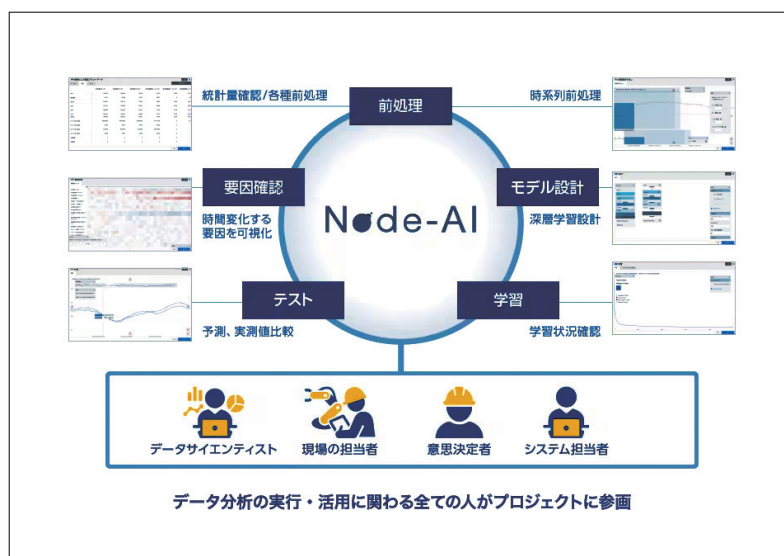 統計量確認/各種前処理
前処理
時系列前処理
要因確認
モデル設計
時間変化する
要因を可視化
Node-AI
深層学習設計
テスト
学習
予測、実測値比較
学習状況確認
データサイエンティスト
現場の担当者
意思決定者
システム担当者
データ分析の実行・活用に関わる全ての人がプロジェクトに参画